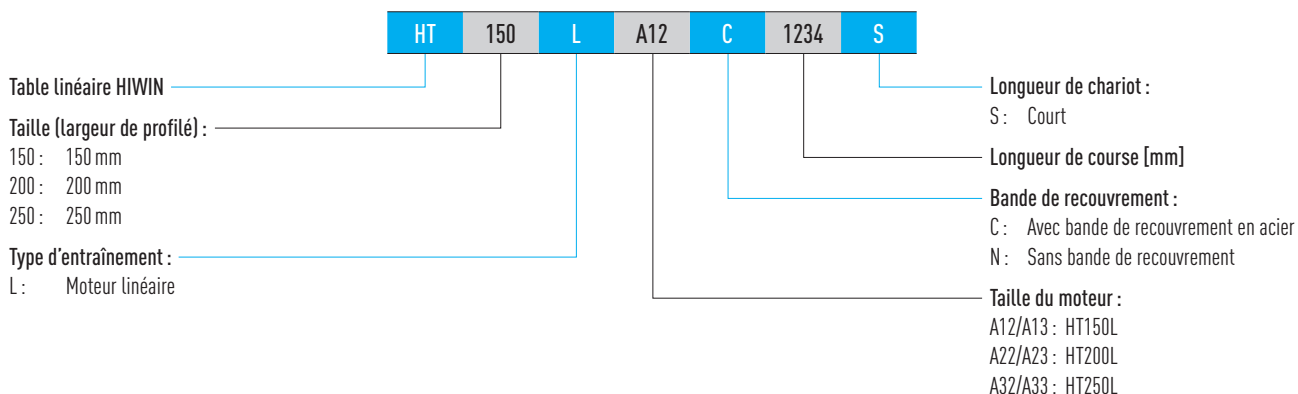 HT 150 L A12 C 1234 S
Table linéaire HIWIN
Taille (largeur de profilé) :
150 : 150 mm
200 : 200 mm
250 : 250 mm
Type d’entraînement :
L : Moteur linéaire
Longueur de chariot :
S : Court
Longueur de course [mm]
Bande de recouvrement :
C : Avec bande de recouvrement en acier
N : Sans bande de recouvrement
Taille du moteur :
A12/A13 : HT150L
A22/A23 : HT200L
A32/A33 : HT250L